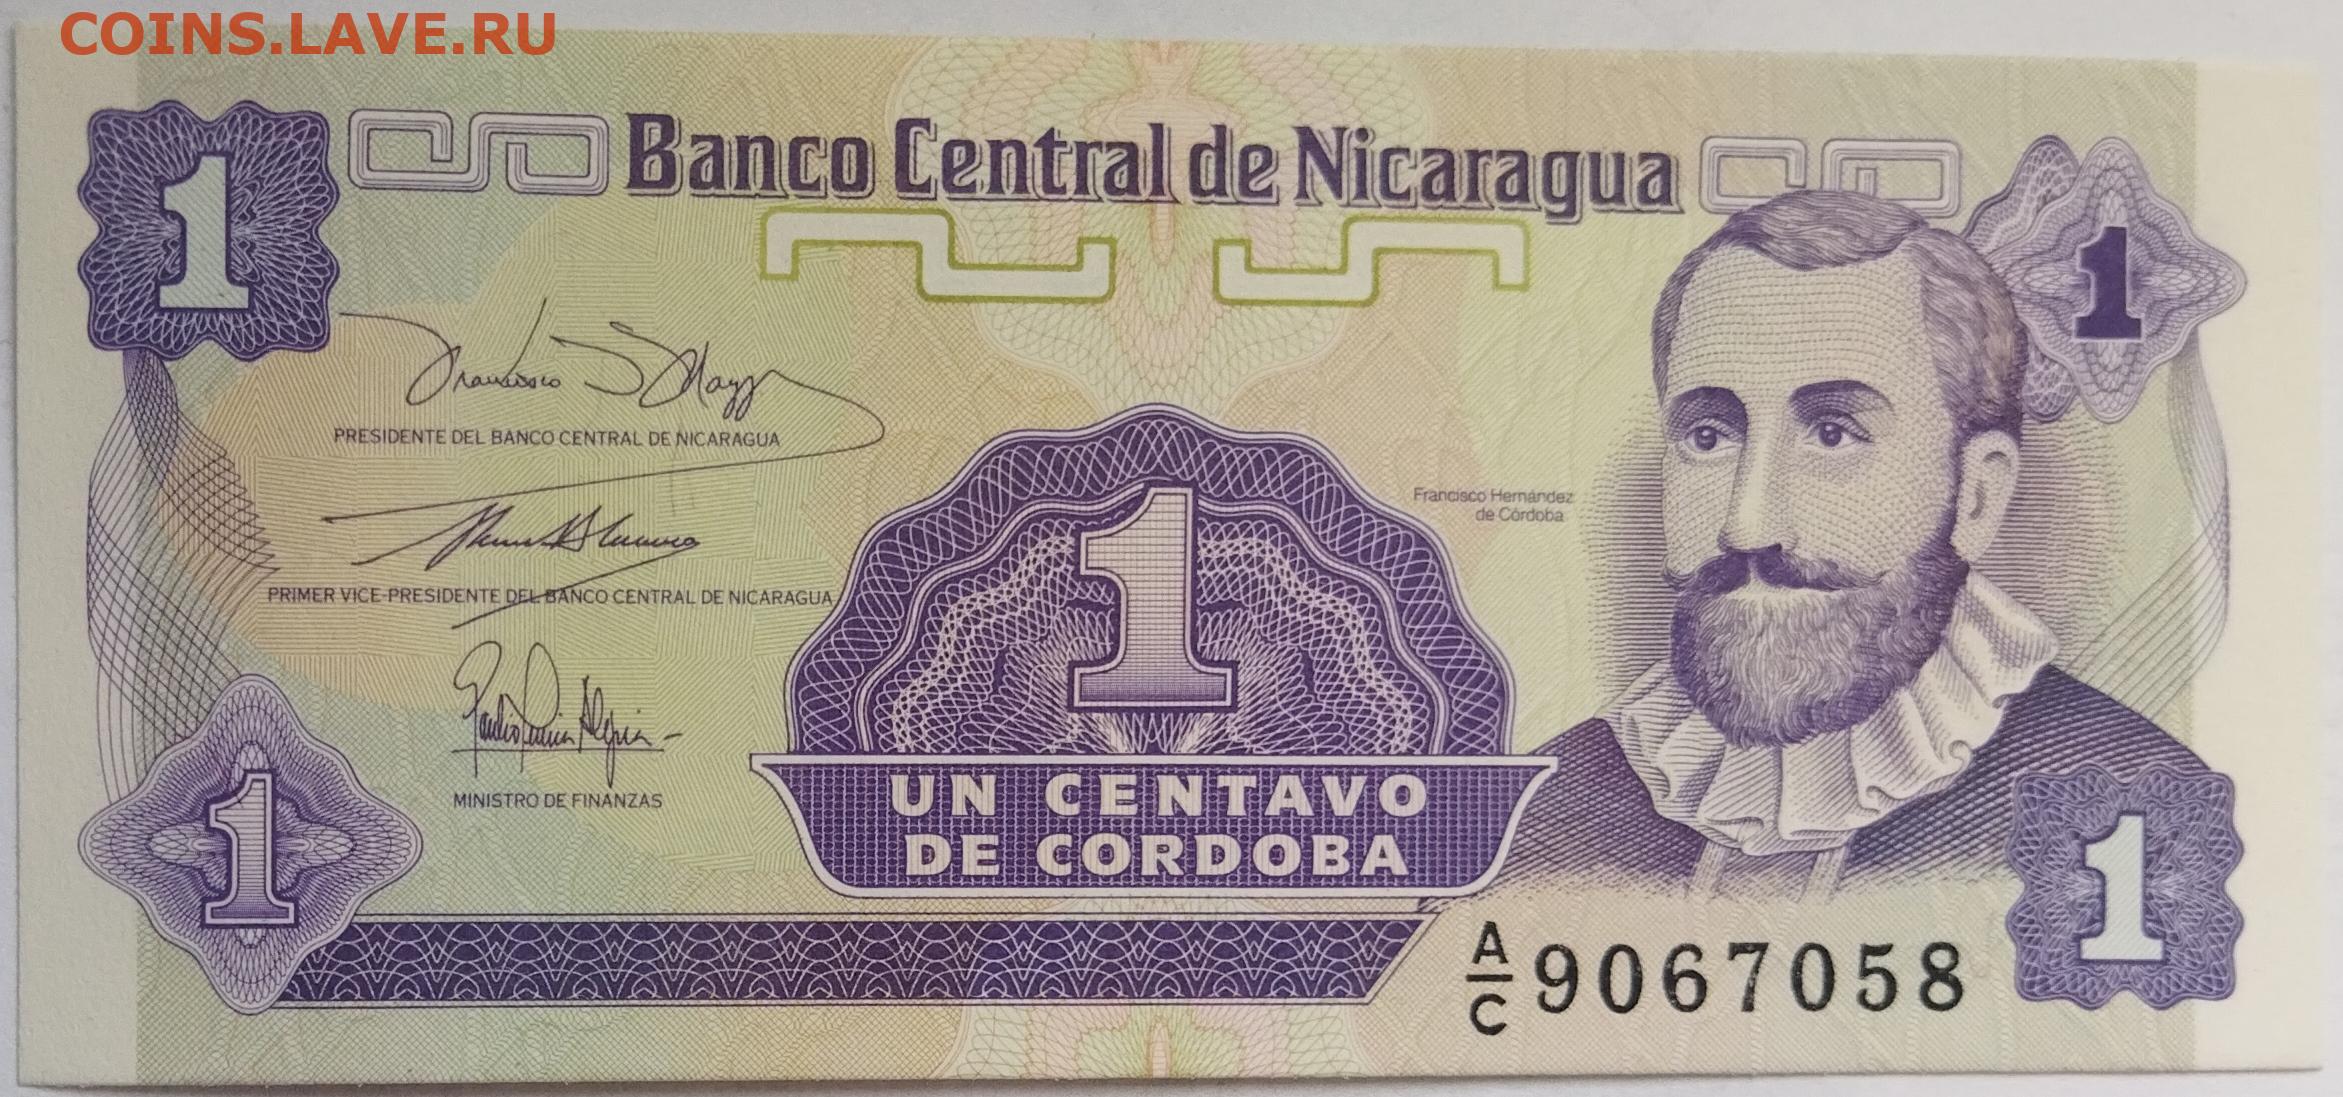 COINS.LAVE.RU
Banco Central de Nicaragua
1
1
PRESIDENTE DEL BANCO CENTRAL DE NICARAGUA
Francisco Hernández
de Córdoba
PRIMER VICE-PRESIDENTE DEL BANCO CENTRAL DE NICARAGUA
1
MINISTRO DE FINANZAS
UN CENTAVO
DE CORDOBA
1
1
A/C 9067058